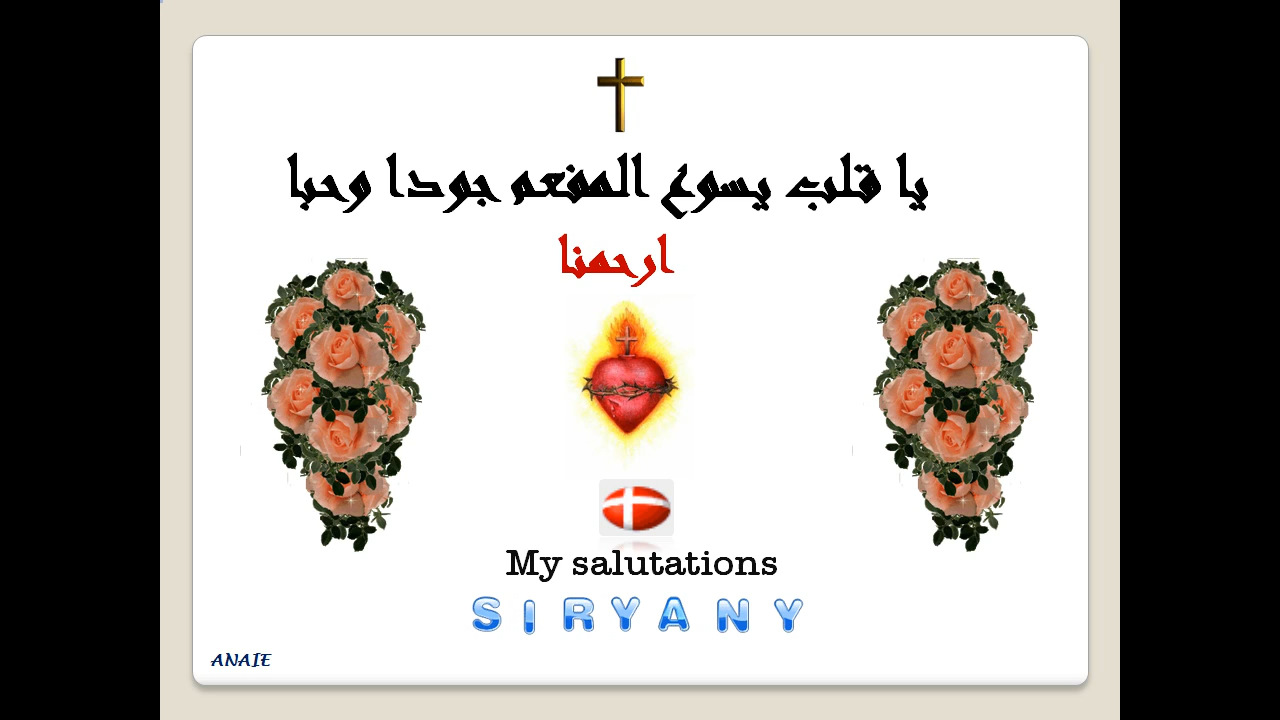 يا قلب يسوع المفعم جودا وحبا
ارحمنا
My salutations
SIRYANY
ANAIE